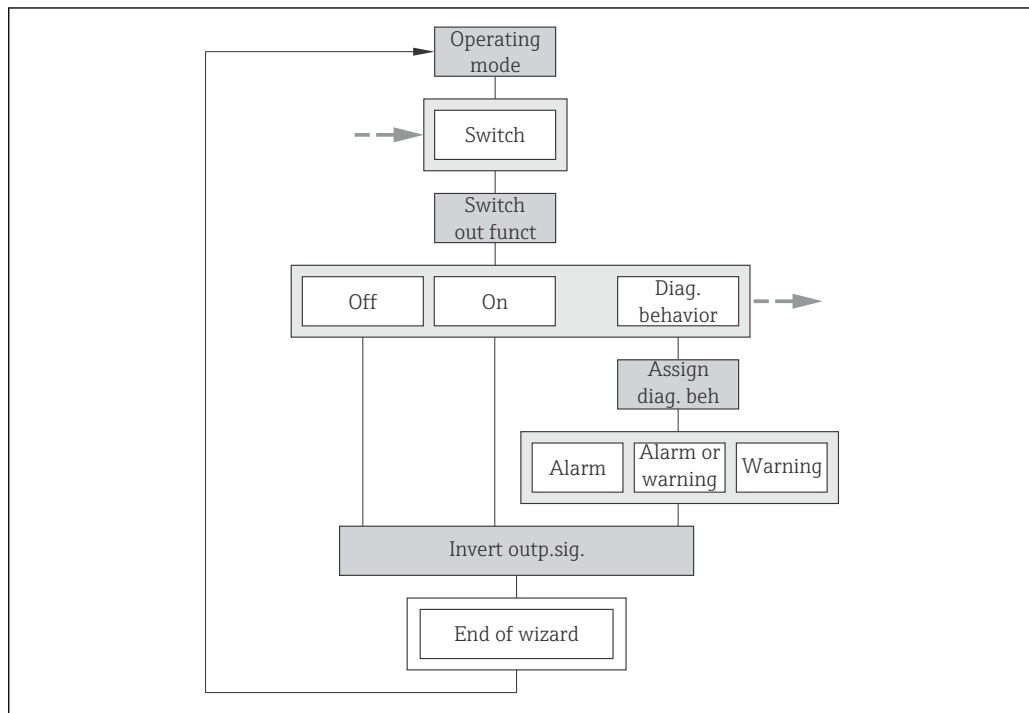 Operating
mode
Switch
Switch
out funct
Off
On
Diag.
behavior
Assign
diag. beh
Alarm
Alarm or
warning
Warning
Invert outp.sig.
End of wizard